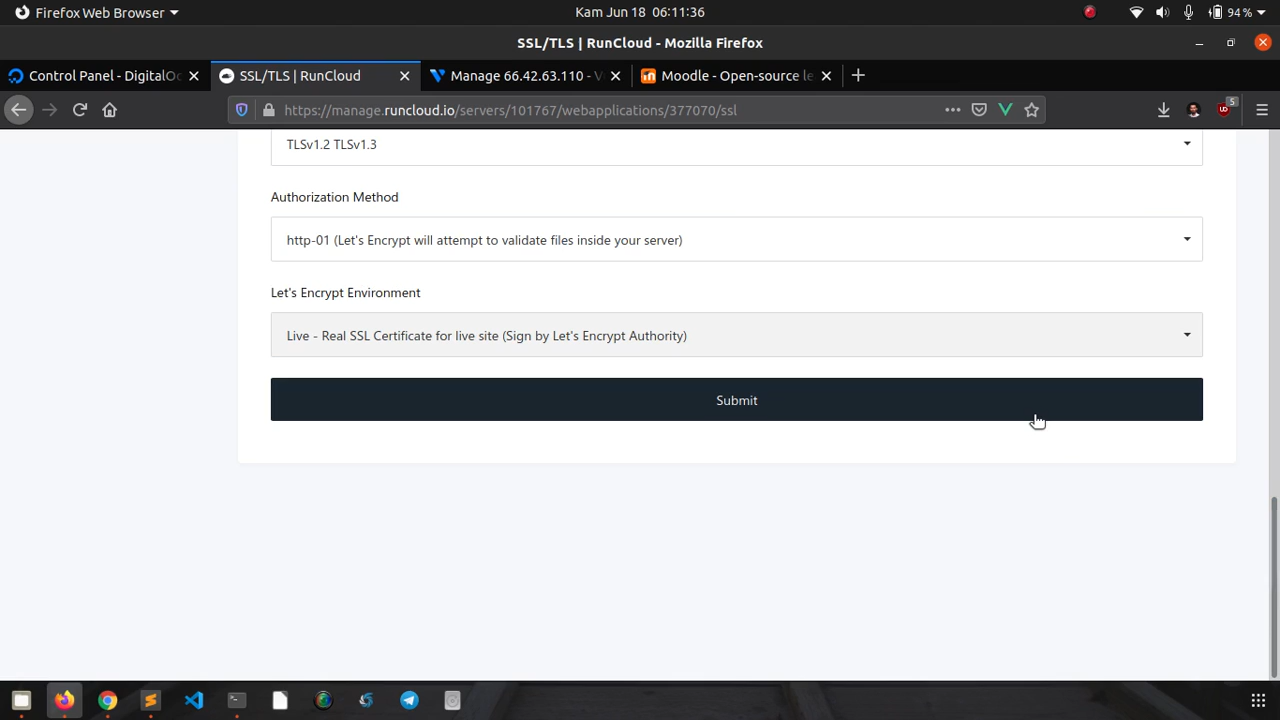 Firefox Web Browser
Kam Jun 18 06:11:36
94 %
SSL/TLS | RunCloud - Mozilla Firefox
Control Panel - DigitalOc
SSL/TLS | RunCloud
Manage 66.42.63.110 - V
Moodle - Open-source le
https://manage.runcloud.io/servers/101767/webapplications/377070/ssl
5
TLSv1.2 TLSv1.3
Authorization Method
http-01 (Let's Encrypt will attempt to validate files inside your server)
Let's Encrypt Environment
Live - Real SSL Certificate for live site (Sign by Let's Encrypt Authority)
Submit